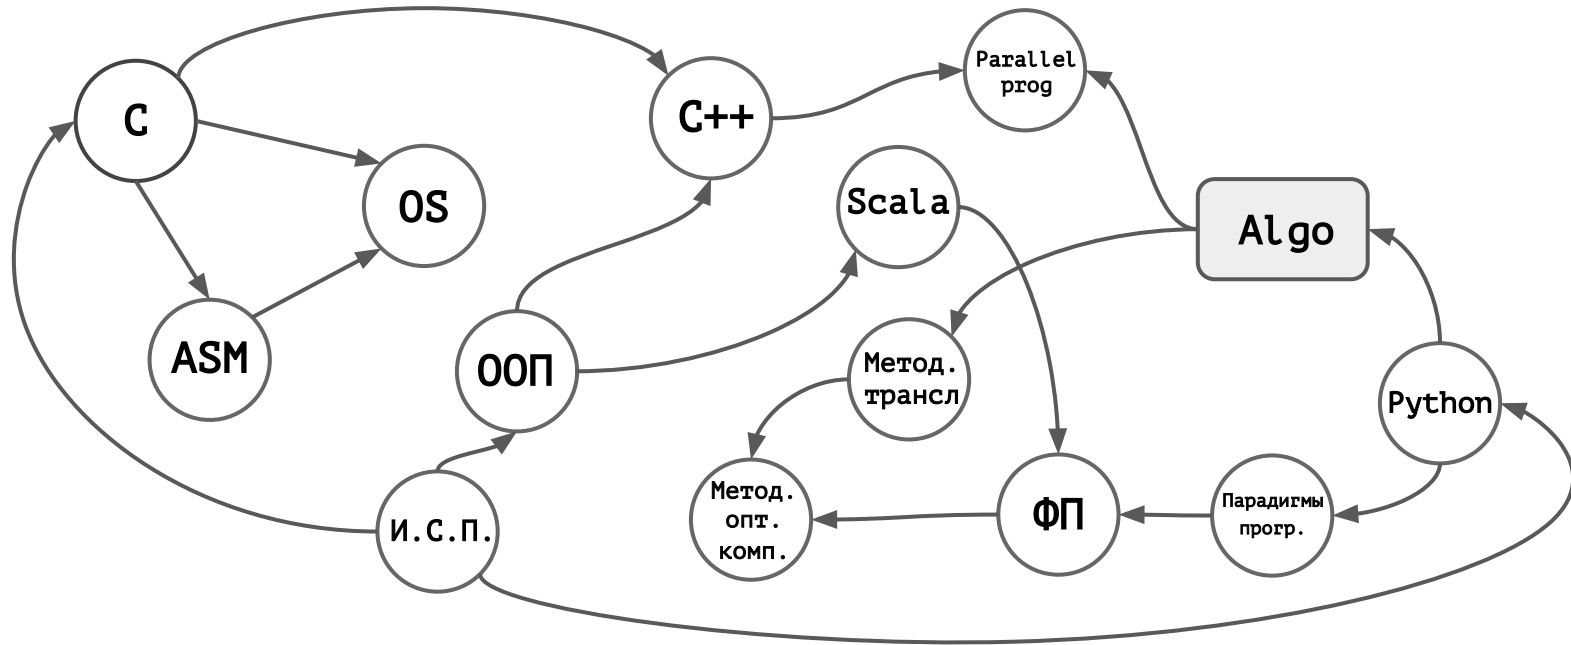 Parallel
prog
C
C++
OS
Scala
Algo
ASM
ООП
Метод.
трансл
Python
Метод.
опт.
комп.
ФП
Парадигмы
прогр.
И.С.П.